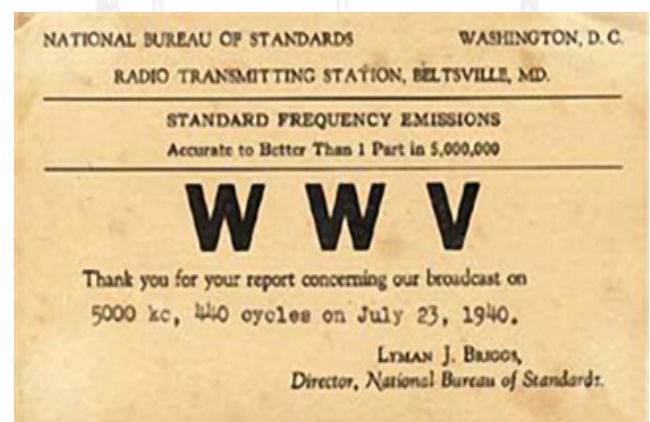 NATIONAL BUREAU OF STANDARDS WASHINGTON, D. C.
RADIO TRANSMITTING STATION, BELTSVILLE, MD.
STANDARD FREQUENCY EMISSIONS
Accurate to Better Than 1 Part in 5,000,000
WWV
Thank you for your report concerning our broadcast on
5000 kc, 440 cycles on July 23, 1940.
Lyman J. Briggs,
Director, National Bureau of Standards.